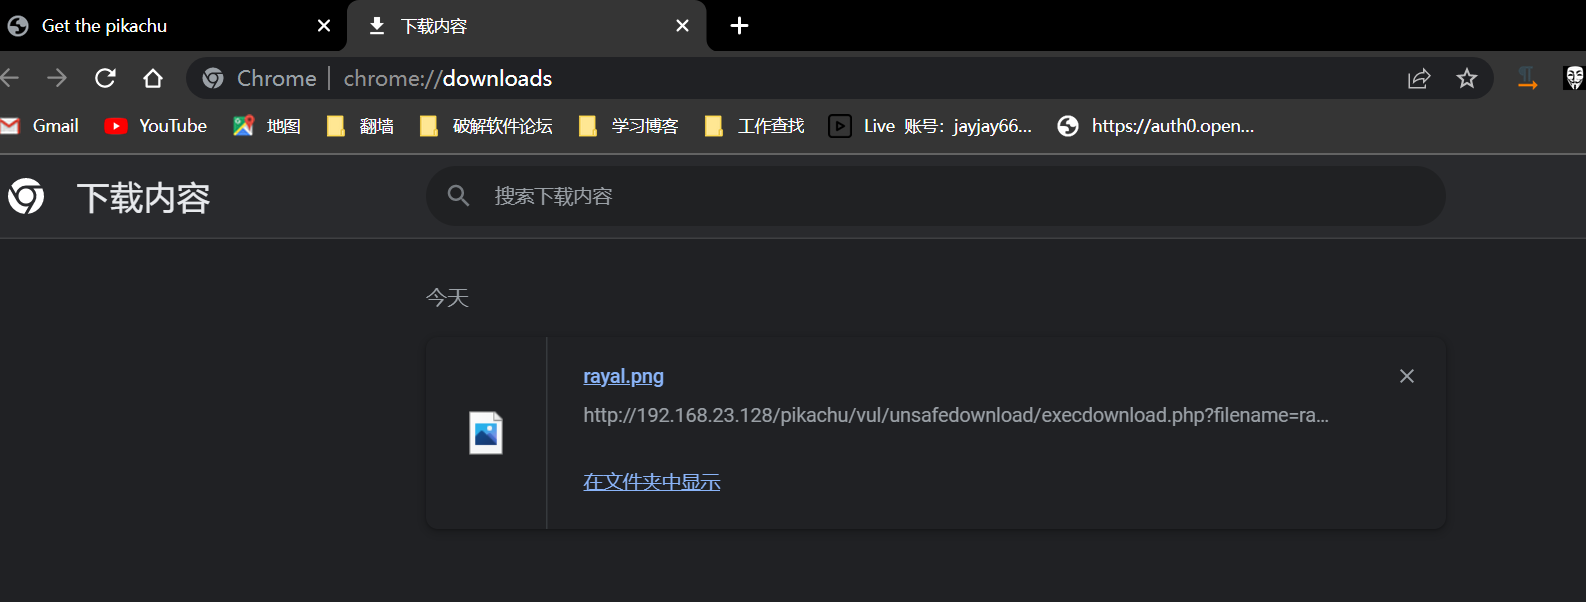 Get the pikachu
下载内容
Chrome | chrome://downloads
Gmail YouTube 地图 翻墙 破解软件论坛 学习博客 工作查找 Live 账号：jayjay66... https://auth0.open...
下载内容
搜索下载内容
今天
rayal.png
http://192.168.23.128/pikachu/vul/unsafedownload/execdownload.php?filename=ra...
在文件夹中显示